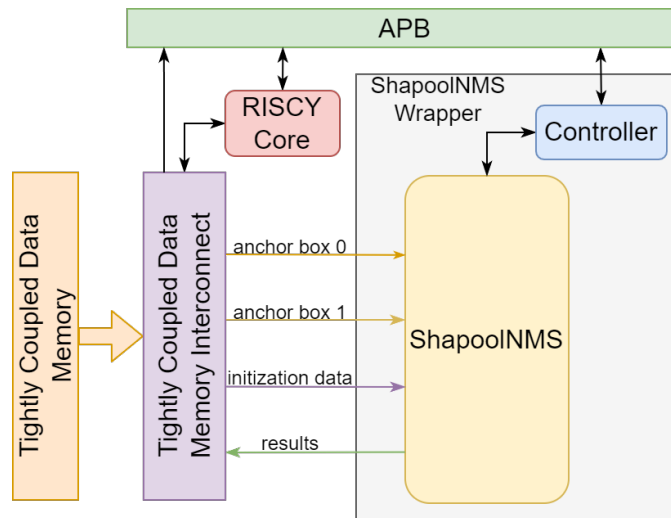 APB
ShapoolNMS
Wrapper
RISCY
Core
Controller
Tightly Coupled Data
Memory
Tightly Coupled Data
Memory Interconnect
anchor box 0
anchor box 1
initization data
results
ShapoolNMS